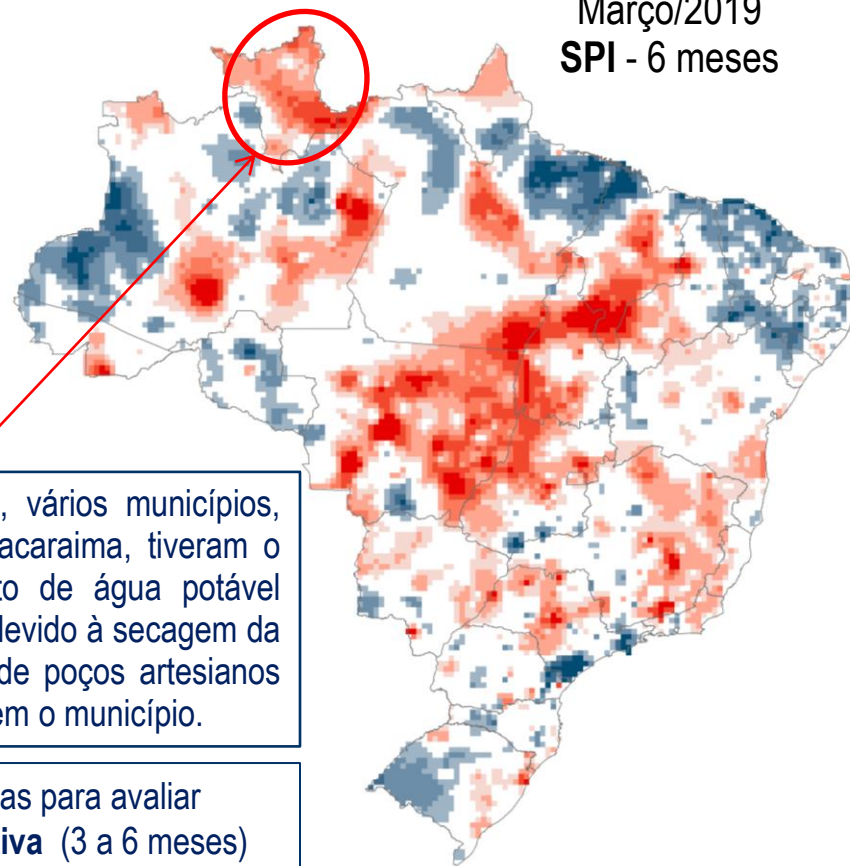 Março/2019
SPI - 6 meses
, vários municípios,
acaraima, tiveram o
to de água potável
devido à secagem da
de poços artesianos
em o município.
as para avaliar
iva (3 a 6 meses)